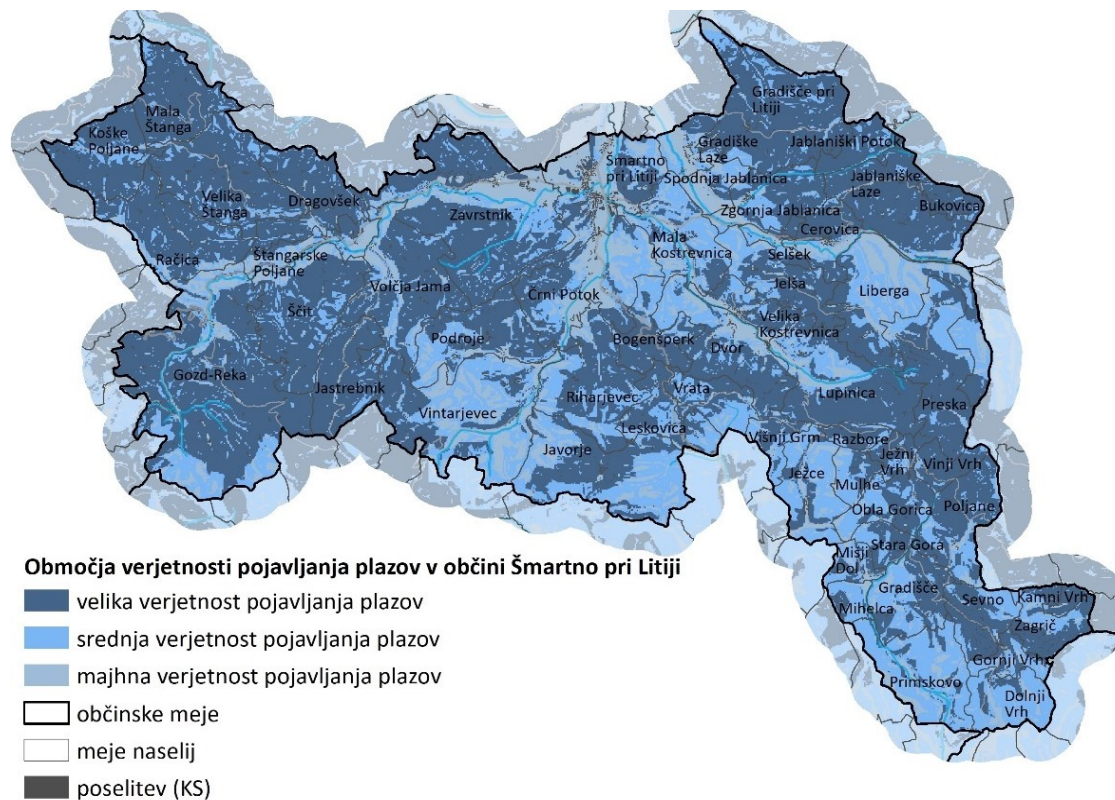 Gradišče pri
Litiji
Mala
Štanga
Koške
Poljane
Gradiške
Laze
Jablaniški Potok
Šmartno
pri Litiji
Spodnja Jablanica
Jablaniške
Laze
Velika
Štanga
Dragovšek
Bukovica
Zavrstnik
Zgornja Jablanica
Cerovica
Mala
Kostrevnica
Selšek
Štangarske
Poljane
Račica
Volčja Jama
Jelša
Liberga
Črni Potok
Ščit
Velika
Kostrevnica
Podroje
Bogenšperk
Dvor
Gozd-Reka
Jastrebnik
Vrata
Lupinica
Riharjevec
Preska
Vintarjevec
Leskovica
Višnji Grm
Razbore
Javorje
Ježni
Vrh
Vinji Vrh
Ježce
Mulhe
Obla Gorica
Poljane
Stara Gora
Mišji
Dol
Gradišče
Sevno
Kamni Vrh
Mihelca
Zagrič
Gornji Vrh
Primskovo
Dolnji
Vrh
Območja verjetnosti pojavljanja plazov v občini Šmartno pri Litiji
velika verjetnost pojavljanja plazov
srednja verjetnost pojavljanja plazov
majhna verjetnost pojavljanja plazov
občinske meje
meje naselij
poselitev (KS)